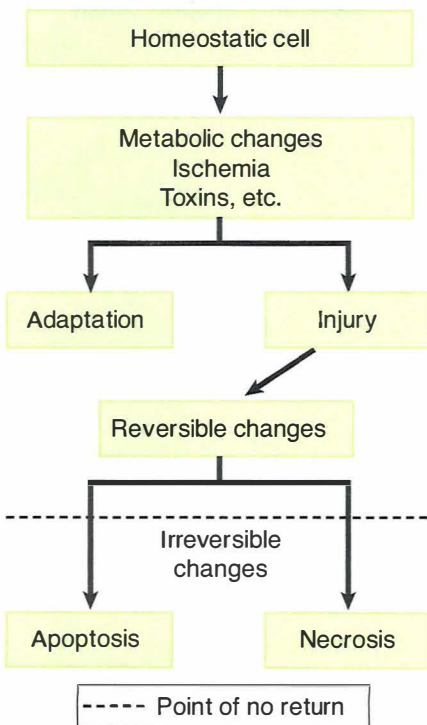 Homeostatic cell
Metabolic changes
Ischemia
Toxins, etc.
Adaptation
Injury
Reversible changes
Irreversible
changes
Apoptosis
Necrosis
Point of no return